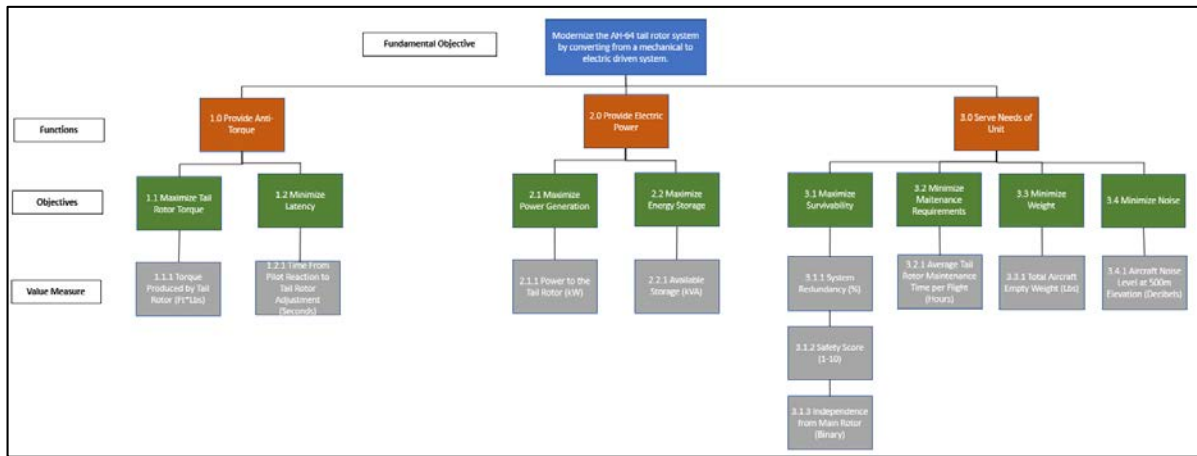 Fundamental Objective
Modernize the AH-64 tail rotor system
by converting from a mechanical to
electric driven system.
Functions
1.0 Provide Anti-
Torque
2.0 Provide Electric
Power
3.0 Serve Needs of
Unit
Objectives
1.1 Maximize Tail
Rotor Torque
1.2 Minimize
Latency
2.1 Maximize
Power Generation
2.2 Maximize
Energy Storage
3.1 Maximize
Survivability
3.2 Minimize
Maitenance
Requirements
3.3 Minimize
Weight
3.4 Minimize Noise
Value Measure
1.1.1 Torque
Produced by Tail
Rotor (Ft*Lbs)
1.2.1 Time From
Pilot Reaction to
Tail Rotor
Adjustment
(Seconds)
2.1.1 Power to the
Tail Rotor (kW)
2.2.1 Available
Storage (kVA)
3.1.1 System
Redundancy (%)
3.2.1 Average Tail
Rotor Maintenance
Time per Flight
(Hours)
3.3.1 Total Aircraft
Empty Weight (Lbs)
3.4.1 Aircraft Noise
Level at 500m
Elevation (Decibels)
3.1.2 Safety Score
(1-10)
3.1.3 Independence
from Main Rotor
(Binary)